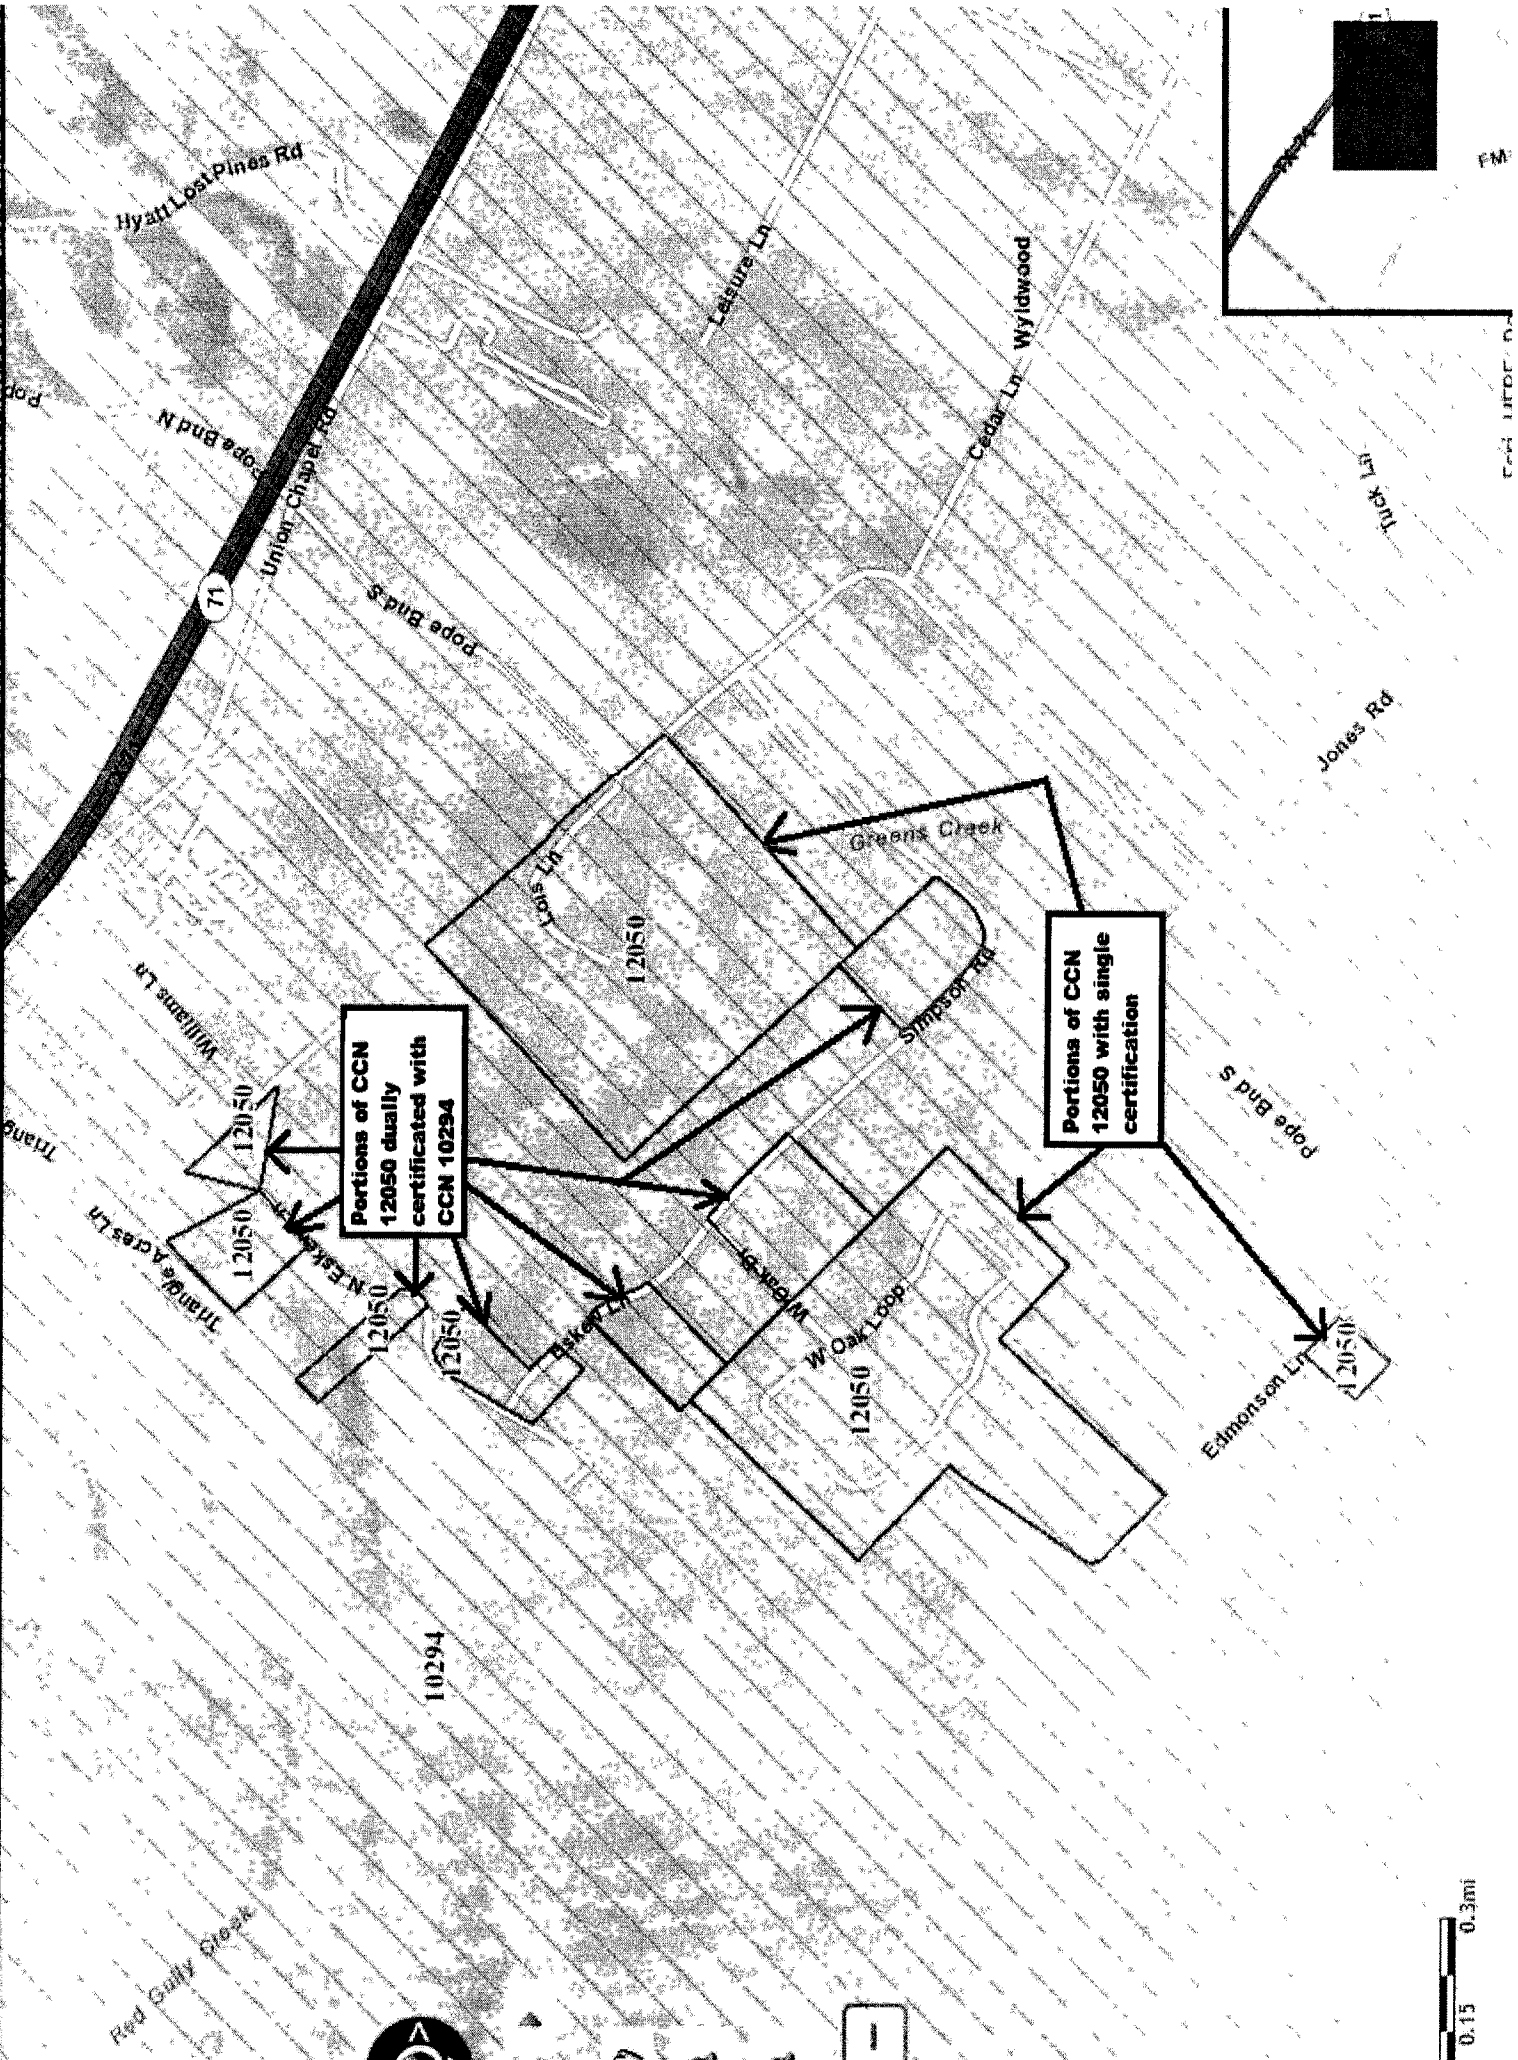 Red Gully Creek
10294
Triangle Acres Ln
Williams Ln
12050
12050
12050
12050
Portions of CCN
12050 dually
certificated with
CCN 10294
Hyatt Lost Pines Rd
Pope Bnd N
71
Union Chapel Rd
Pope Bnd S
Leisure Ln
Wyldwood
Cedar Ln
Lois Ln
12050
Greens Creek
Simpson Rd
W Oak Dr
W Oak Loop
12050
Portions of CCN
12050 with single
certification
Edmonson Ln
12050
Pope Bnd S
Jones Rd
Tuck Ln
TX-71
FM
0.15
0.3mi